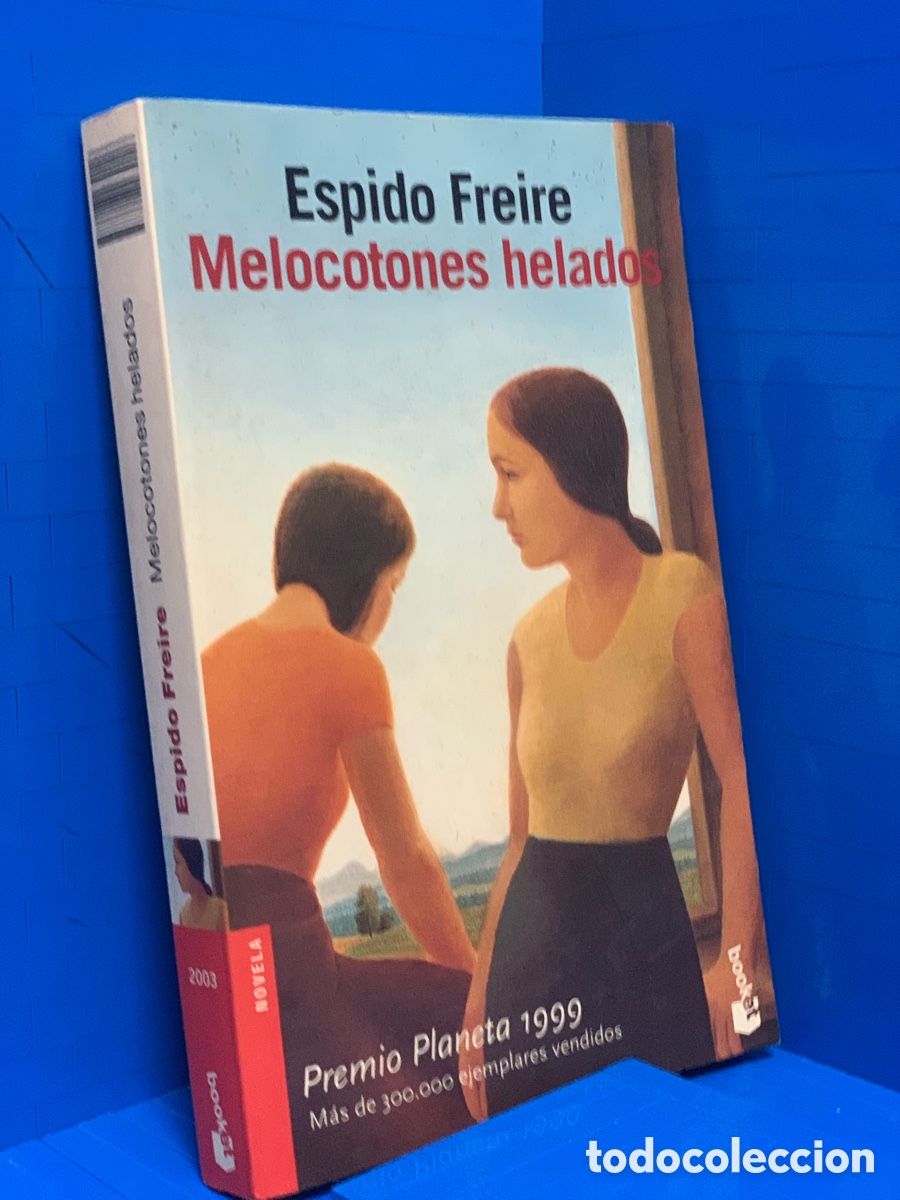 Espido Freire
Melocotones helados
Premio Planeta 1999
Más de 300.000 ejemplares vendidos
booket
Espido Freire Melocotones helados
NOVELA
2003
booket
todocoleccion